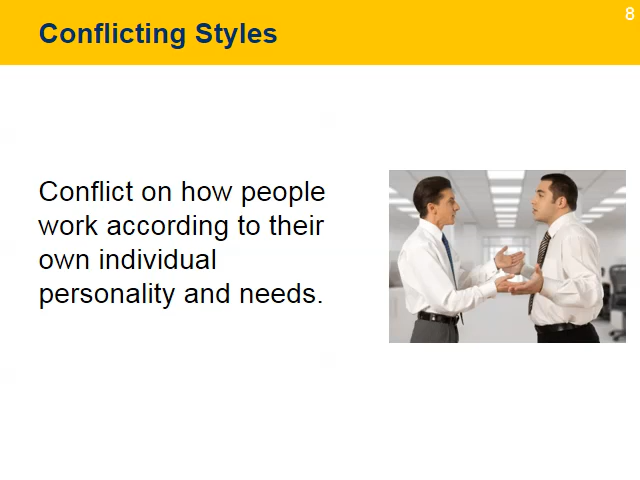 8
Conflicting Styles
Conflict on how people
work according to their
own individual
personality and needs.